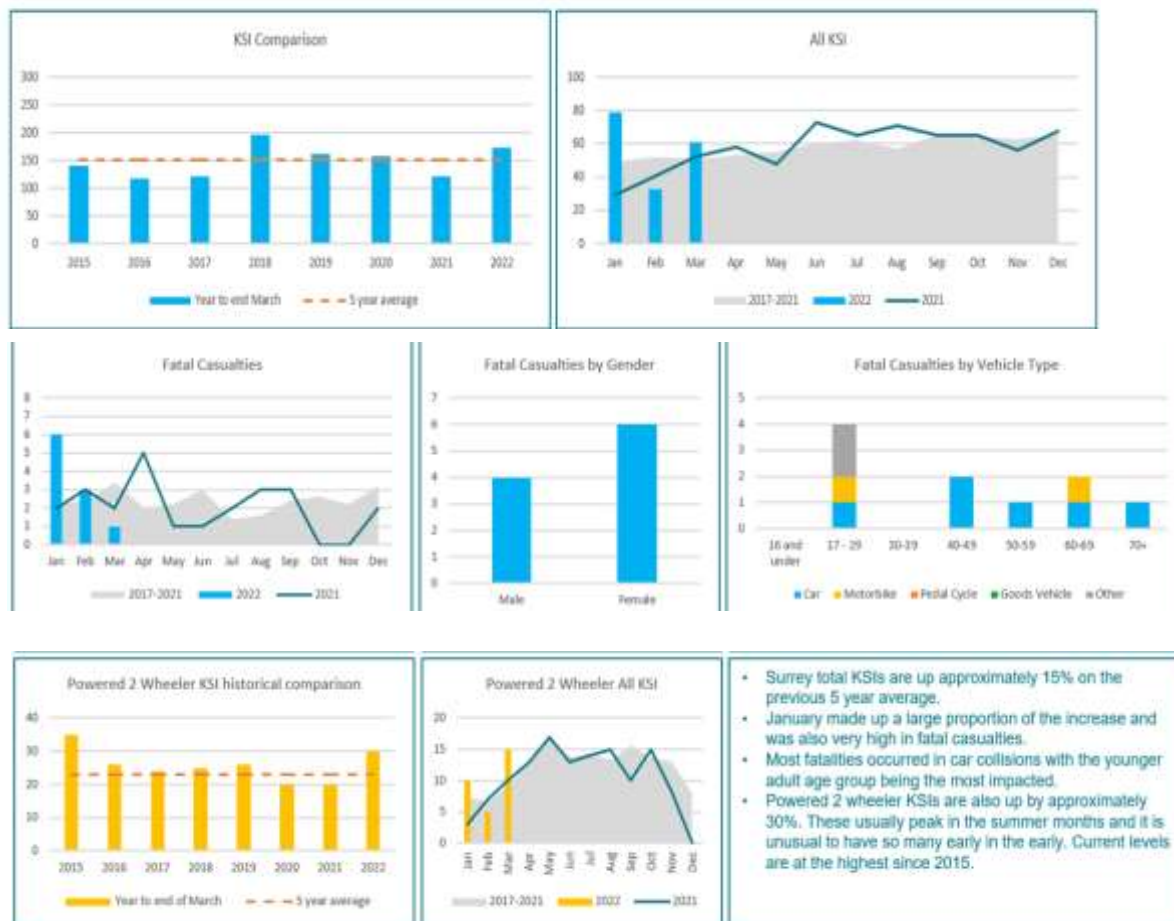 KSI Comparison
300
250
200
150
100
50
0
2015 2016 2017 2018 2019 2020 2021 2022
Year to end March 5 year average
All KSI
100
80
60
40
20
0
Jan Feb Mar Apr May Jun Jul Aug Sep Oct Nov Dec
2017-2021 2022 2021
Fatal Casualties
8
7
6
5
4
3
2
1
0
Jan Feb Mar Apr May Jun Jul Aug Sep Oct Nov Dec
2017-2021 2022 2021
Fatal Casualties by Gender
7
6
5
4
3
2
1
0
Male Female
Fatal Casualties by Vehicle Type
5
4
3
2
1
0
16 and
under
17 - 29 30-39 40-49 50-59 60-69 70+
Car Motorbike Pedal Cycle Goods Vehicle Other
Powered 2 Wheeler KSI historical comparison
40
30
20
10
0
2015 2016 2017 2018 2019 2020 2021 2022
Year to end of March 5 year average
Powered 2 Wheeler All KSI
20
15
10
5
0
Jan Feb Mar Apr May Jun Jul Aug Sep Oct Nov Dec
2017-2021 2022 2021
• Surrey total KSIs are up approximately 15% on the
previous 5 year average.
• January made up a large proportion of the increase and
was also very high in fatal casualties.
• Most fatalities occurred in car collisions with the younger
adult age group being the most impacted.
• Powered 2 wheeler KSIs are also up by approximately
30%. These usually peak in the summer months and it is
unusual to have so many early in the early. Current levels
are at the highest since 2015.